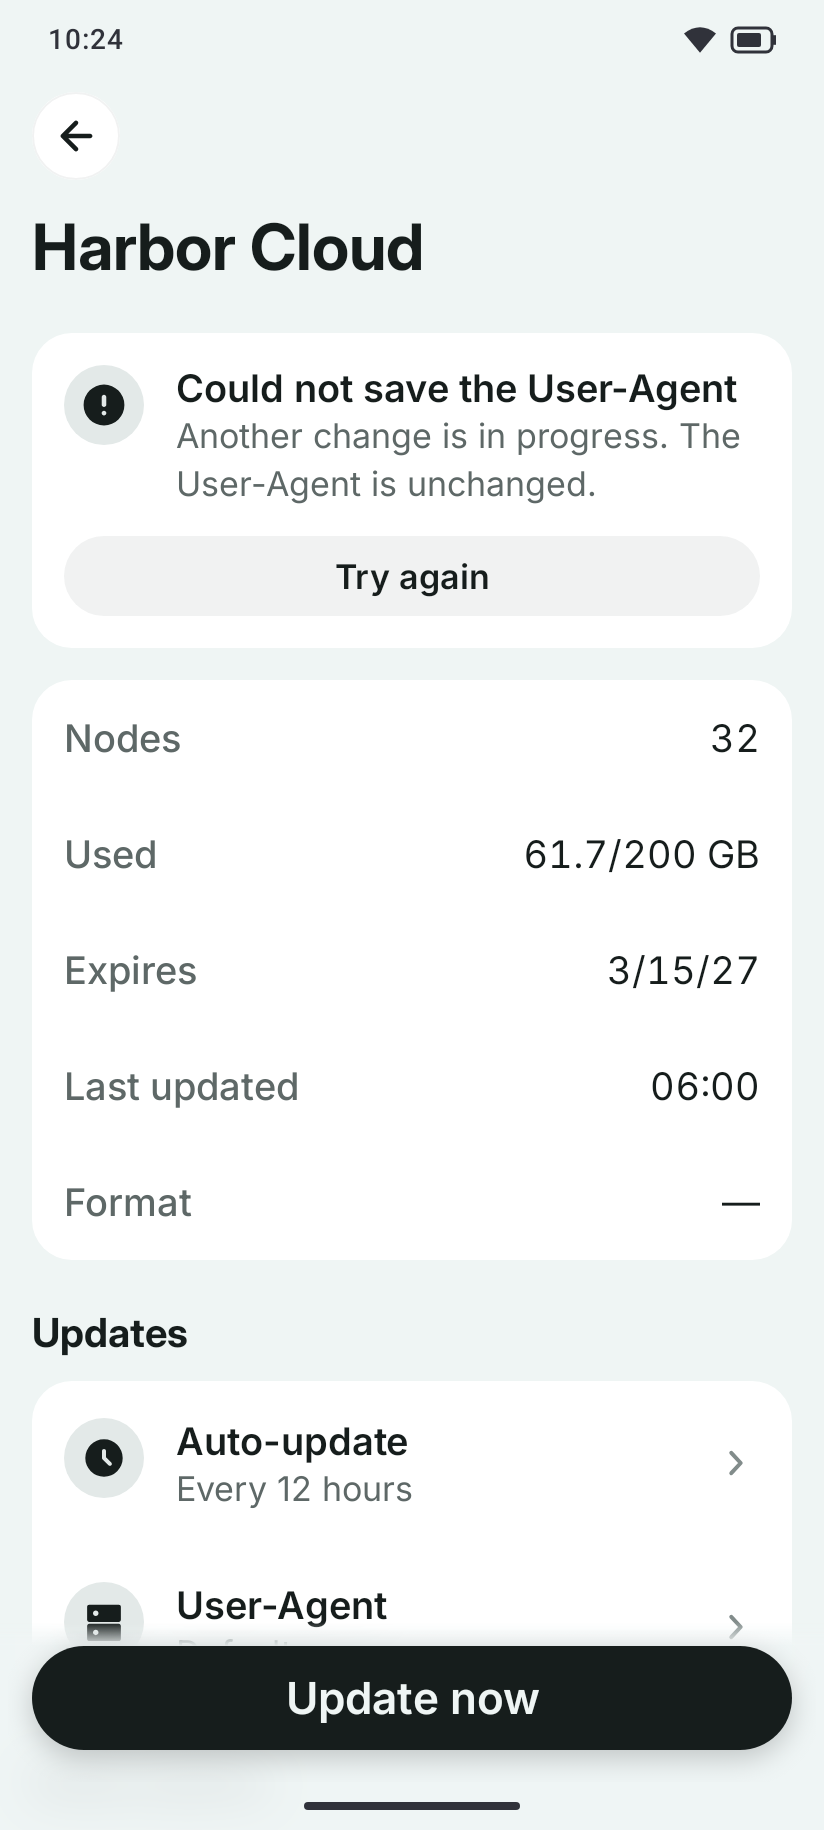 10:24
Harbor Cloud
Could not save the User-Agent
Another change is in progress. The
User-Agent is unchanged.
Try again
Nodes 32
Used 61.7/200 GB
Expires 3/15/27
Last updated 06:00
Format —
Updates
Auto-update
Every 12 hours
User-Agent
Update now